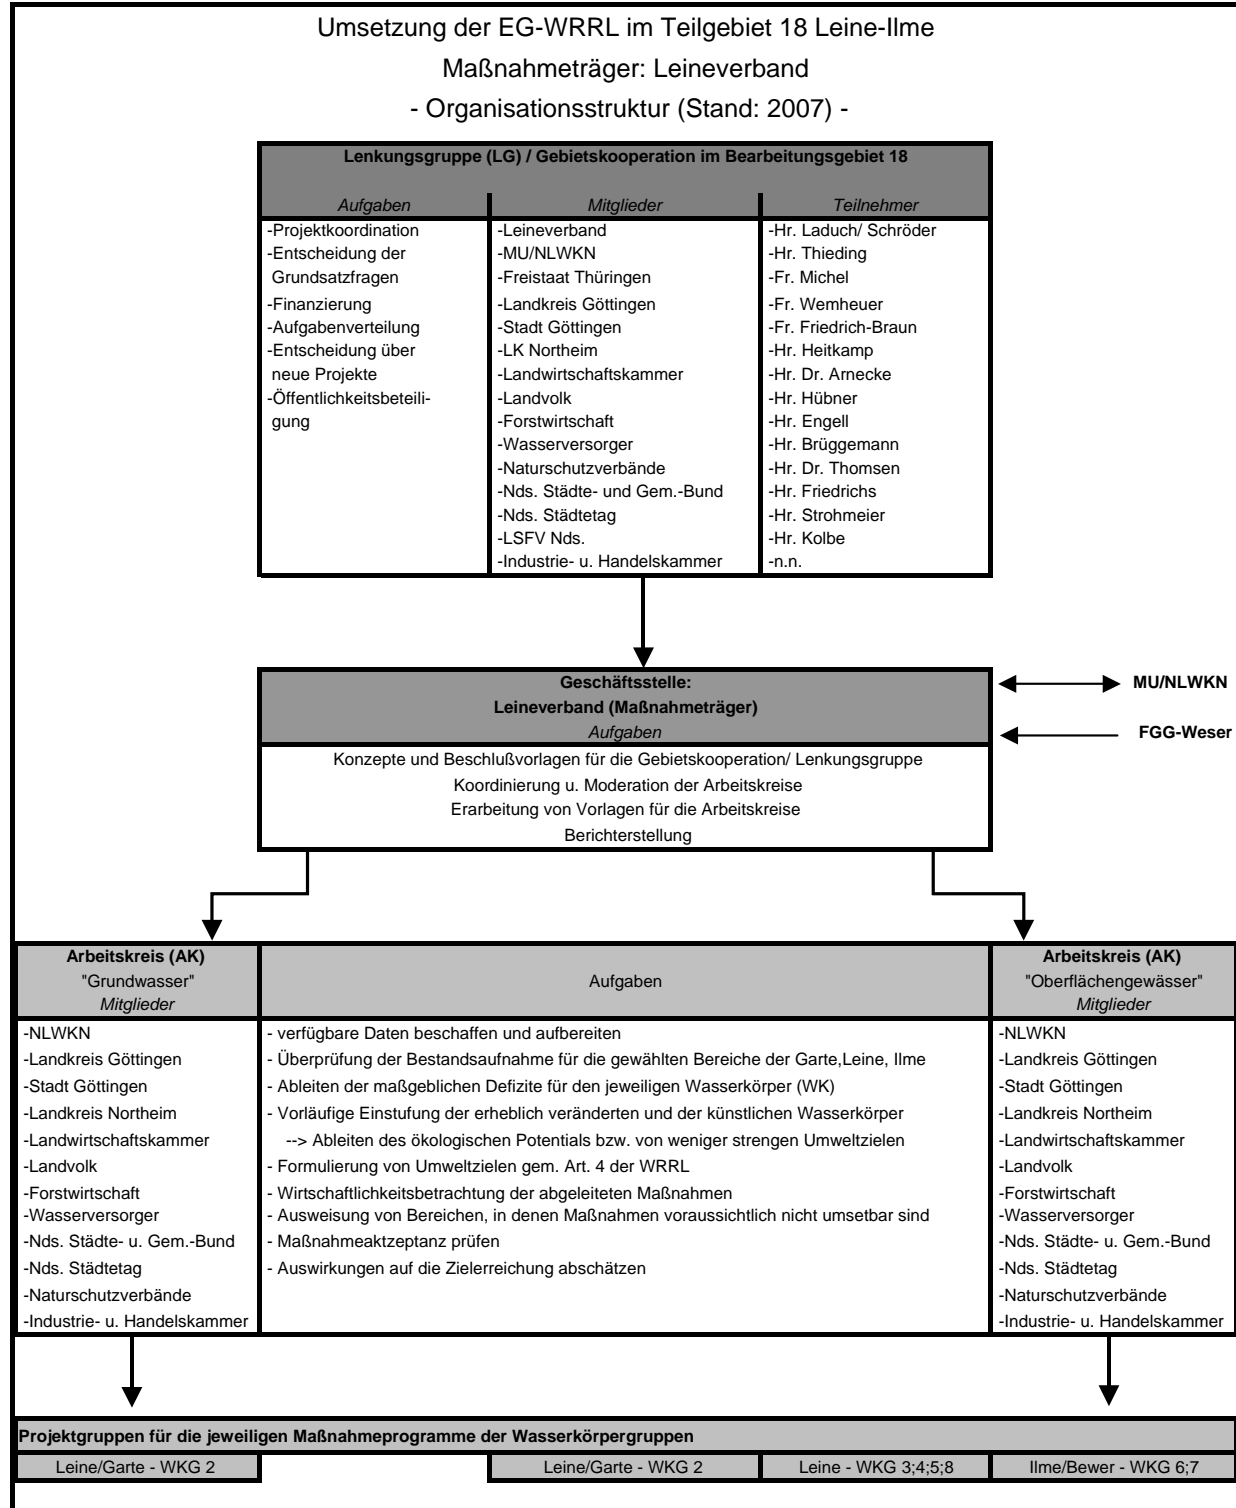 Umsetzung der EG-WRRL im Teilgebiet 18 Leine-Ilme
Maßnahmeträger: Leineverband
- Organisationsstruktur (Stand: 2007) -
Lenkungsgruppe (LG) / Gebietskooperation im Bearbeitungsgebiet 18
Aufgaben
-Projektkoordination
-Entscheidung der
Grundsatzfragen
-Finanzierung
-Aufgabenverteilung
-Entscheidung über
neue Projekte
-Öffentlichkeitsbeteili-
gung
Mitglieder
-Leineverband
-MU/NLWKN
-Freistaat Thüringen
-Landkreis Göttingen
-Stadt Göttingen
-LK Northeim
-Landwirtschaftskammer
-Landvolk
-Forstwirtschaft
-Wasserversorger
-Naturschutzverbände
-Nds. Städte- und Gem.-Bund
-Nds. Städtetag
-LSFV Nds.
-Industrie- u. Handelskammer
Teilnehmer
-Hr. Laduch/ Schröder
-Hr. Thieding
-Fr. Michel
-Fr. Wemheuer
-Fr. Friedrich-Braun
-Hr. Heitkamp
-Hr. Dr. Arnecke
-Hr. Hübner
-Hr. Engell
-Hr. Brüggemann
-Hr. Dr. Thomsen
-Hr. Friedrichs
-Hr. Strohmeier
-Hr. Kolbe
-n.n.
Geschäftsstelle:
Leineverband (Maßnahmeträger)
Aufgaben
Konzepte und Beschlußvorlagen für die Gebietskooperation/ Lenkungsgruppe
Koordinierung u. Moderation der Arbeitskreise
Erarbeitung von Vorlagen für die Arbeitskreise
Berichterstellung
MU/NLWKN
FGG-Weser
Arbeitskreis (AK)
"Grundwasser"
Mitglieder
-NLWKN
-Landkreis Göttingen
-Stadt Göttingen
-Landkreis Northeim
-Landwirtschaftskammer
-Landvolk
-Forstwirtschaft
-Wasserversorger
-Nds. Städte- u. Gem.-Bund
-Nds. Städtetag
-Naturschutzverbände
-Industrie- u. Handelskammer
Aufgaben
- verfügbare Daten beschaffen und aufbereiten
- Überprüfung der Bestandsaufnahme für die gewählten Bereiche der Garte,Leine, Ilme
- Ableiten der maßgeblichen Defizite für den jeweiligen Wasserkörper (WK)
- Vorläufige Einstufung der erheblich veränderten und der künstlichen Wasserkörper
--> Ableiten des ökologischen Potentials bzw. von weniger strengen Umweltzielen
- Formulierung von Umweltzielen gem. Art. 4 der WRRL
- Wirtschaftlichkeitsbetrachtung der abgeleiteten Maßnahmen
- Ausweisung von Bereichen, in denen Maßnahmen voraussichtlich nicht umsetbar sind
- Maßnahmeaktzeptanz prüfen
- Auswirkungen auf die Zielerreichung abschätzen
Arbeitskreis (AK)
"Oberflächengewässer"
Mitglieder
-NLWKN
-Landkreis Göttingen
-Stadt Göttingen
-Landkreis Northeim
-Landwirtschaftskammer
-Landvolk
-Forstwirtschaft
-Wasserversorger
-Nds. Städte- u. Gem.-Bund
-Nds. Städtetag
-Naturschutzverbände
-Industrie- u. Handelskammer
Projektgruppen für die jeweiligen Maßnahmeprogramme der Wasserkörpergruppen
Leine/Garte - WKG 2
Leine/Garte - WKG 2
Leine - WKG 3;4;5;8
Ilme/Bewer - WKG 6;7